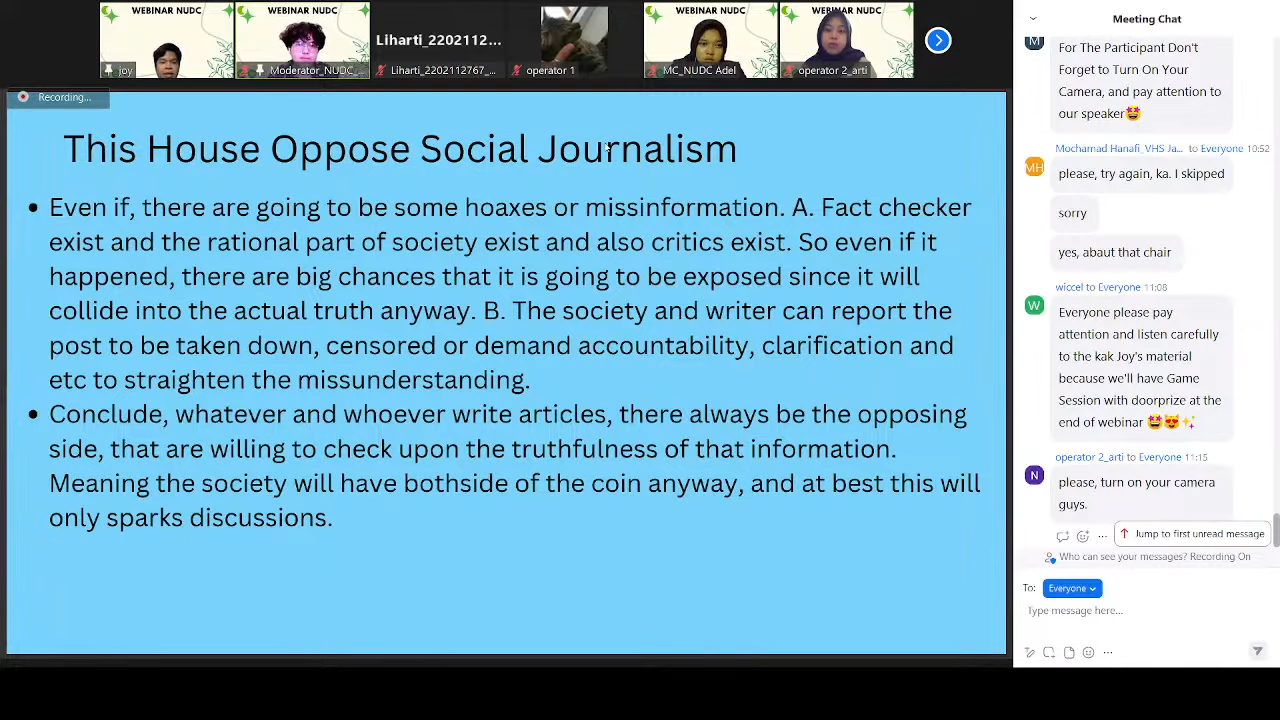 WEBINAR NUDC
WEBINAR NUDC
WEBINAR NUDC
WEBINAR NUDC
Liharti_2202112...
joy
Moderator_NUDC_...
Liharti_2202112767_...
operator 1
MC_NUDC Adel
operator 2_arti
Recording...
This House Oppose Social Journalism
• Even if, there are going to be some hoaxes or missinformation. A. Fact checker
exist and the rational part of society exist and also critics exist. So even if it
happened, there are big chances that it is going to be exposed since it will
collide into the actual truth anyway. B. The society and writer can report the
post to be taken down, censored or demand accountability, clarification and
etc to straighten the missunderstanding.
• Conclude, whatever and whoever write articles, there always be the opposing
side, that are willing to check upon the truthfulness of that information.
Meaning the society will have bothside of the coin anyway, and at best this will
only sparks discussions.
Meeting Chat
M
For The Participant Don't
Forget to Turn On Your
Camera, and pay attention to
our speaker🤩
Mochamad Hanafi_VHS Ja... to Everyone 10:52
MH
please, try again, ka. I skipped
sorry
yes, abaut that chair
wiccel to Everyone 11:08
W
Everyone please pay
attention and listen carefully
to the kak Joy's material
because we'll have Game
Session with doorprize at the
end of webinar 🤩😻✨
operator 2_arti to Everyone 11:15
N
please, turn on your camera
guys.
Jump to first unread message
Who can see your messages? Recording On
To: Everyone
Type message here...